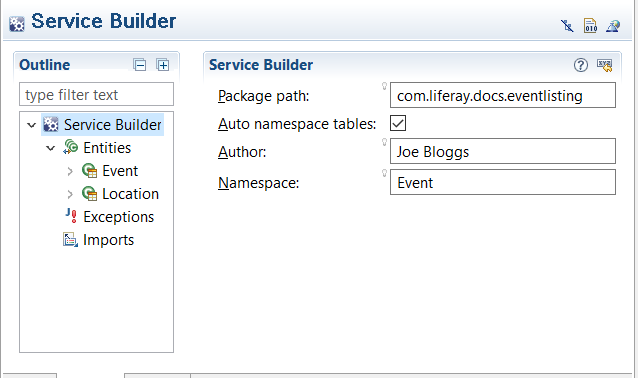 Service Builder
Outline
type filter text
Service Builder
Entities
Event
Location
Exceptions
Imports
Service Builder
Package path: com.liferay.docs.eventlisting
Auto namespace tables:
Author: Joe Bloggs
Namespace: Event